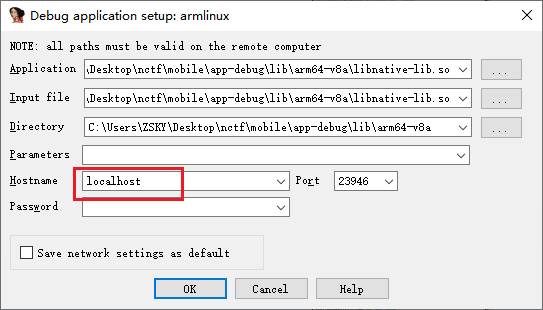 Debug application setup: armlinux
NOTE: all paths must be valid on the remote computer
Application \Desktop\nctf\mobile\app-debug\lib\arm64-v8a\libnative-lib.so ...
Input file \Desktop\nctf\mobile\app-debug\lib\arm64-v8a\libnative-lib.so ...
Directory C:\Users\ZSKY\Desktop\nctf\mobile\app-debug\lib\arm64-v8a ...
Parameters
Hostname localhost Port 23946
Password
Save network settings as default
OK Cancel Help